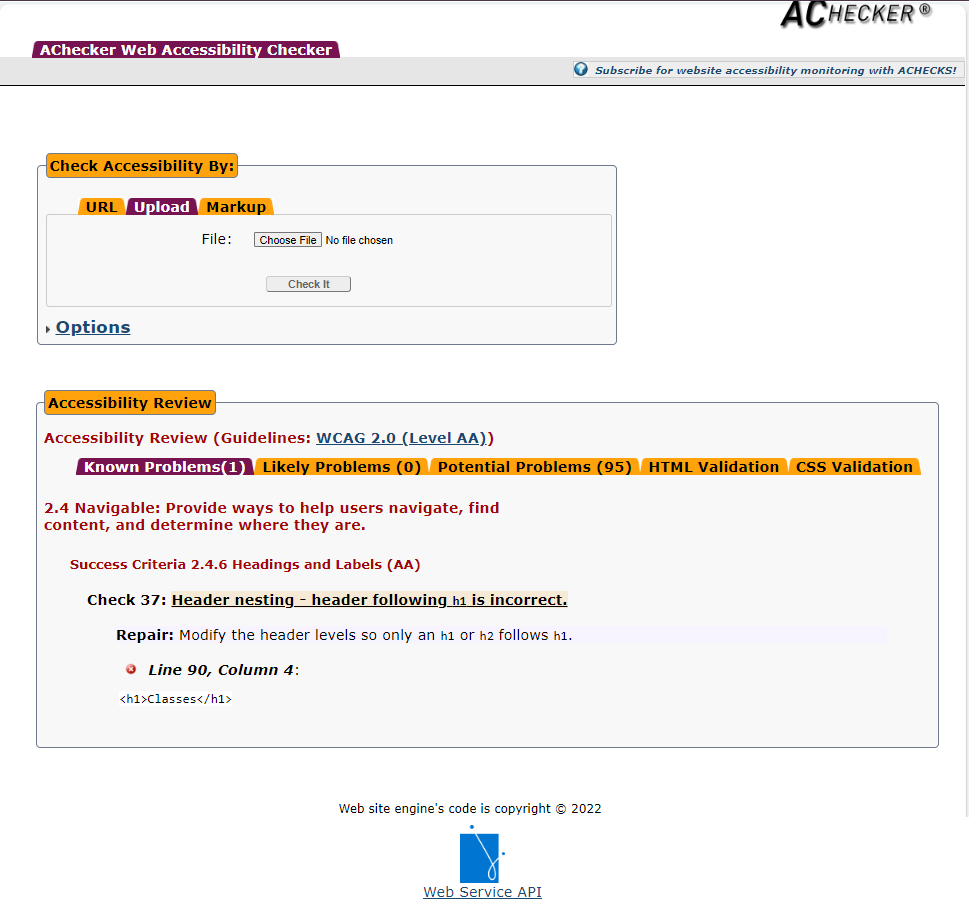 ACHECKER ®
AChecker Web Accessibility Checker
Subscribe for website accessibility monitoring with ACHECKS!
Check Accessibility By:
URL Upload Markup
File: Choose File No file chosen
Check It
Options
Accessibility Review
Accessibility Review (Guidelines: WCAG 2.0 (Level AA))
Known Problems(1) Likely Problems (0) Potential Problems (95) HTML Validation CSS Validation
2.4 Navigable: Provide ways to help users navigate, find
content, and determine where they are.
Success Criteria 2.4.6 Headings and Labels (AA)
Check 37: Header nesting - header following h1 is incorrect.
Repair: Modify the header levels so only an h1 or h2 follows h1.
Line 90, Column 4:
<h1>Classes</h1>
Web site engine's code is copyright © 2022
Web Service API